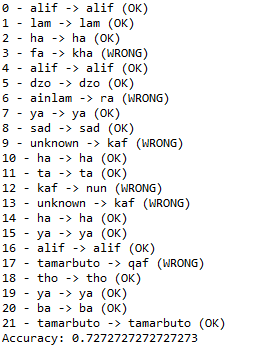 0 - alif -> alif (OK)
1 - lam -> lam (OK)
2 - ha -> ha (OK)
3 - fa -> kha (WRONG)
4 - alif -> alif (OK)
5 - dzo -> dzo (OK)
6 - ainlam -> ra (WRONG)
7 - ya -> ya (OK)
8 - sad -> sad (OK)
9 - unknown -> kaf (WRONG)
10 - ha -> ha (OK)
11 - ta -> ta (OK)
12 - kaf -> nun (WRONG)
13 - unknown -> kaf (WRONG)
14 - ha -> ha (OK)
15 - ya -> ya (OK)
16 - alif -> alif (OK)
17 - tamarbuto -> qaf (WRONG)
18 - tho -> tho (OK)
19 - ya -> ya (OK)
20 - ba -> ba (OK)
21 - tamarbuto -> tamarbuto (OK)
Accuracy: 0.7272727272727273